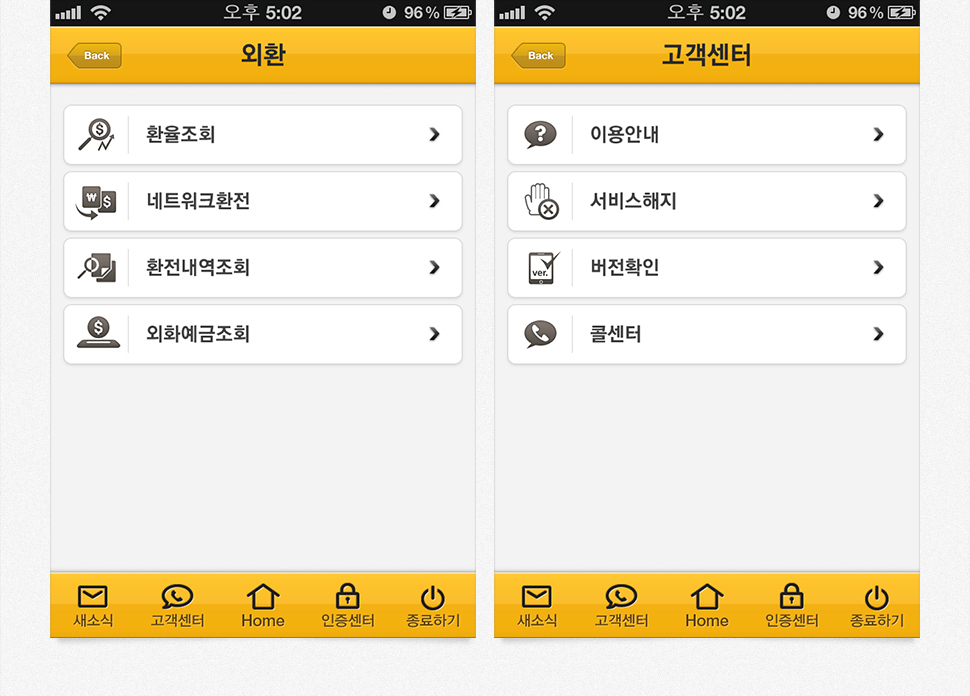 오후 5:02
96%
Back
외환
환율조회
네트워크환전
환전내역조회
외화예금조회
새소식
고객센터
Home
인증센터
종료하기
오후 5:02
96%
Back
고객센터
이용안내
서비스해지
ver.
버전확인
콜센터
새소식
고객센터
Home
인증센터
종료하기